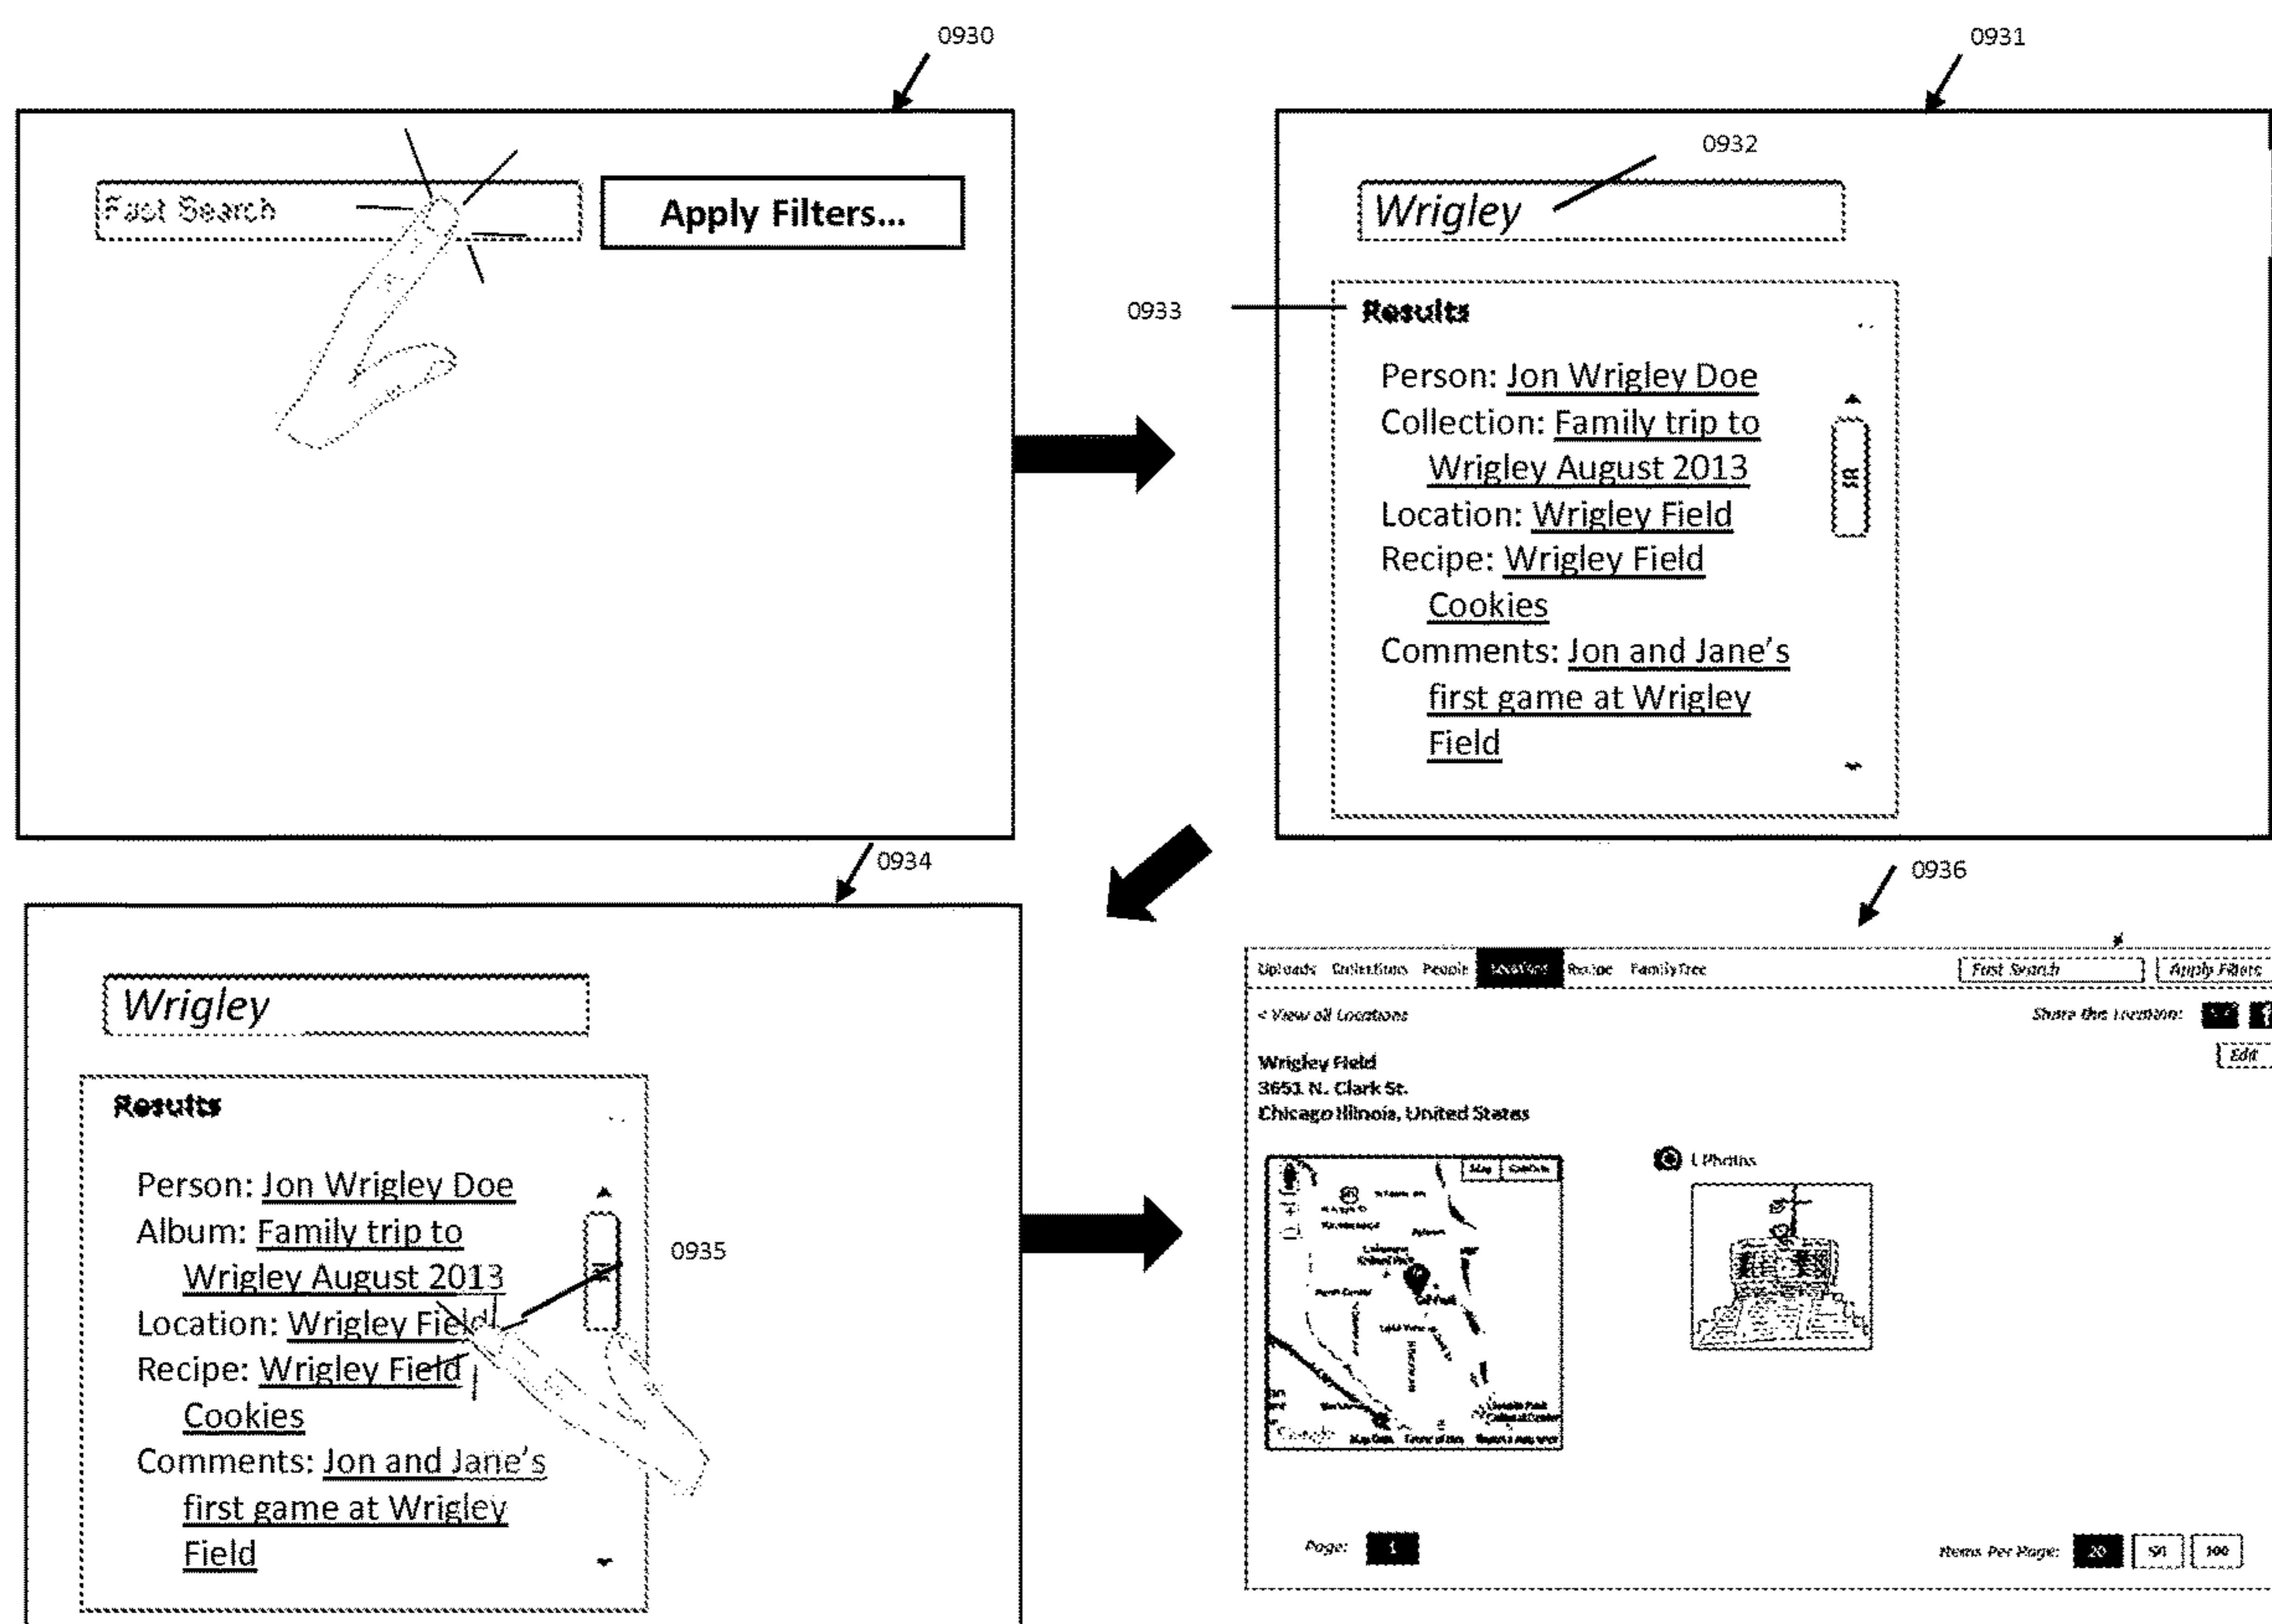 0930
Fast Search
Apply Filters...
0931
0932
Wrigley
0933
Results
Person: Jon Wrigley Doe
Collection: Family trip to
Wrigley August 2013
Location: Wrigley Field
Recipe: Wrigley Field
Cookies
Comments: Jon and Jane's
first game at Wrigley
Field
0934
Wrigley
Results
Person: Jon Wrigley Doe
Album: Family trip to
Wrigley August 2013
Location: Wrigley Field
Recipe: Wrigley Field
Cookies
Comments: Jon and Jane's
first game at Wrigley
Field
0935
0936
Uploads Collections People Locations Recipe FamilyTree
Fast Search
Apply Filters
< View all Locations
Share this Location:
Edit
Wrigley Field
3651 N. Clark St.
Chicago Illinois, United States
Map
1 Photos
Google
Page: 1
Items Per Page: 20 50 100